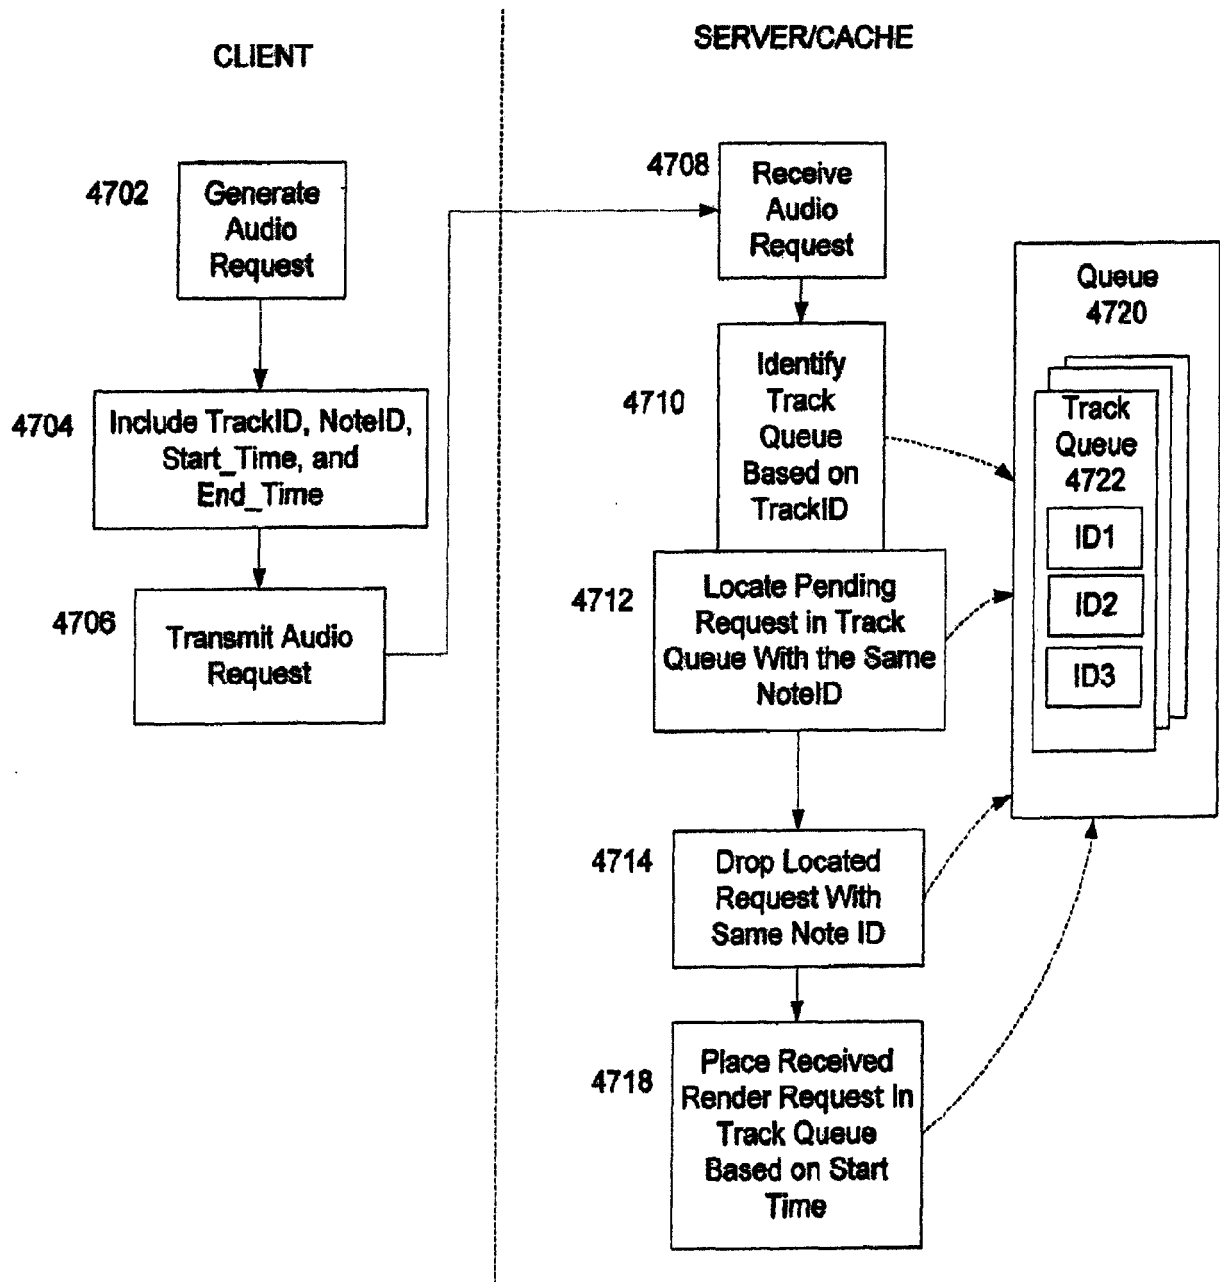 CLIENT
SERVER/CACHE
4702
Generate
Audio
Request
4704
Include TrackID, NoteID,
Start_Time, and
End_Time
4706
Transmit Audio
Request
4708
Receive
Audio
Request
4710
Identify
Track
Queue
Based on
TrackID
4712
Locate Pending
Request in Track
Queue With the Same
NoteID
4714
Drop Located
Request With
Same Note ID
4718
Place Received
Render Request in
Track Queue
Based on Start
Time
Queue
4720
Track
Queue
4722
ID1
ID2
ID3